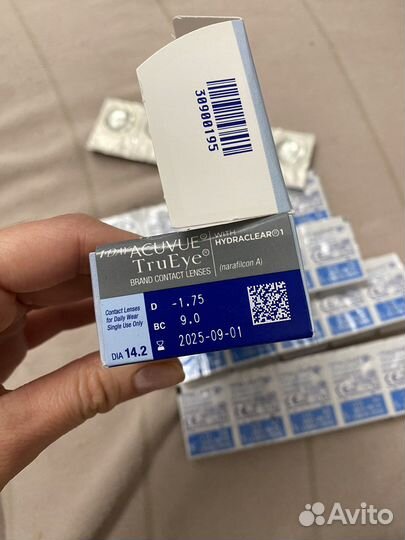 30900195
1·DAY ACUVUE®
TruEye®
BRAND CONTACT LENSES
WITH
HYDRACLEAR®1
(narafilcon A)
Contact Lenses
for Daily Wear
Single Use Only
DIA 14.2
D -1.75
BC 9.0
2025-09-01
Avito